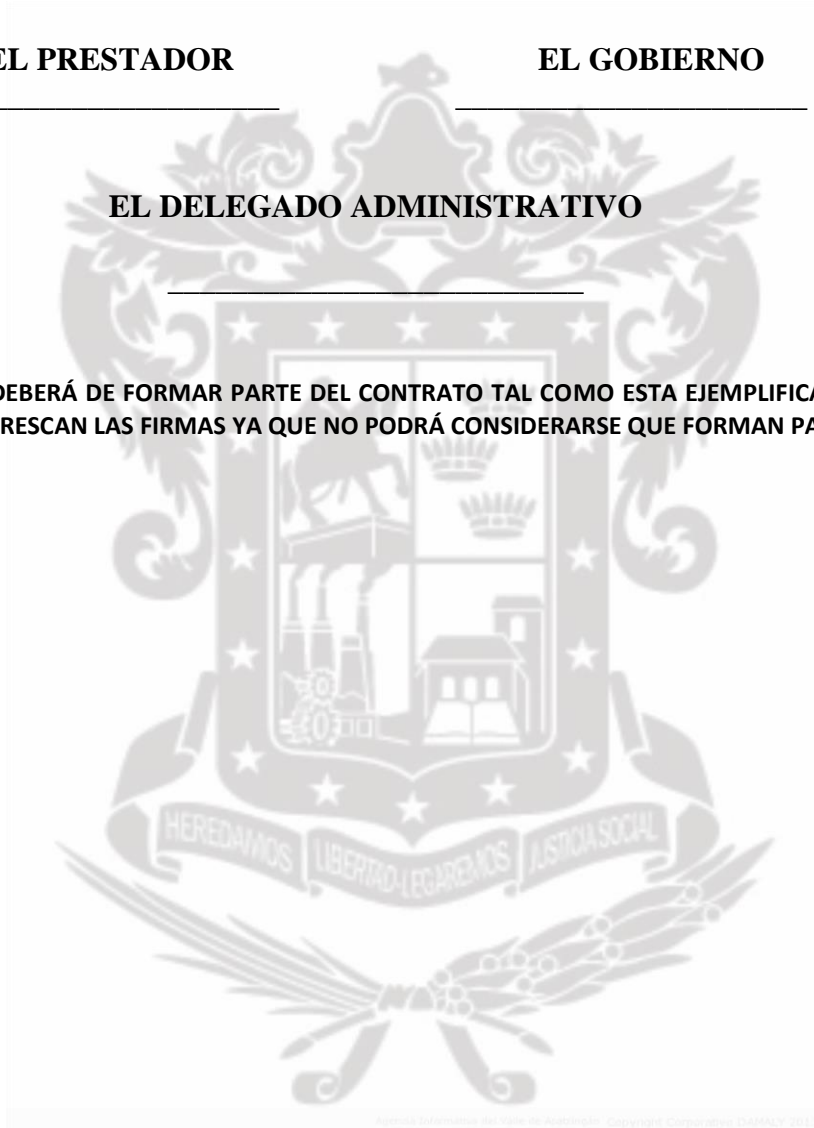 EL PRESTADOR EL GOBIERNO
EL DELEGADO ADMINISTRATIVO
DEBERÁ DE FORMAR PARTE DEL CONTRATO TAL COMO ESTA EJEMPLIFICA
RESCAN LAS FIRMAS YA QUE NO PODRÁ CONSIDERARSE QUE FORMAN PA
HEREDAMOS LIBERTAD-LEGAREMOS JUSTICIA SOCIAL